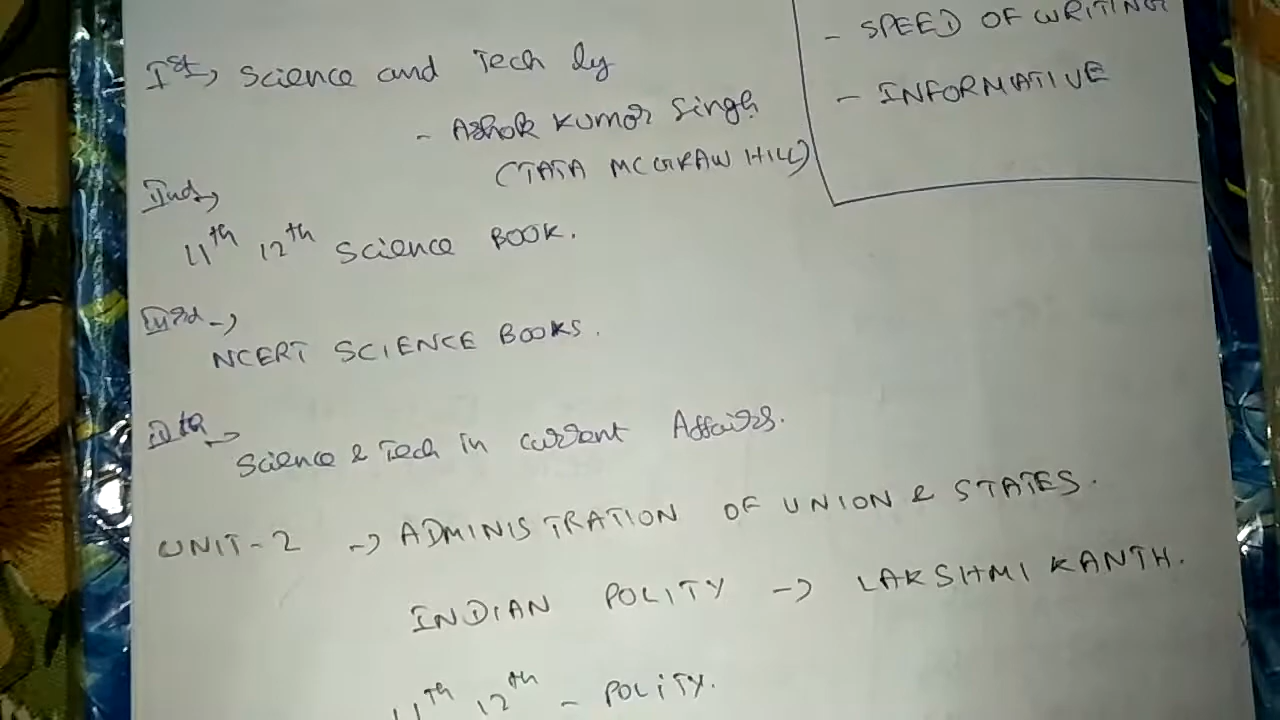 Ist → Science and Tech by
- Ashok Kumar Singh
(TATA MCGRAW HILL)
- SPEED OF WRITING
- INFORMATIVE
IInd →
11th 12th Science BOOK.
IIIrd →
NCERT SCIENCE BOOKS.
Science & Tech in current Affairs.
UNIT-2 → ADMINISTRATION OF UNION & STATES.
INDIAN POLITY → LAKSHMI KANTH.
11th 12th - POLITY.